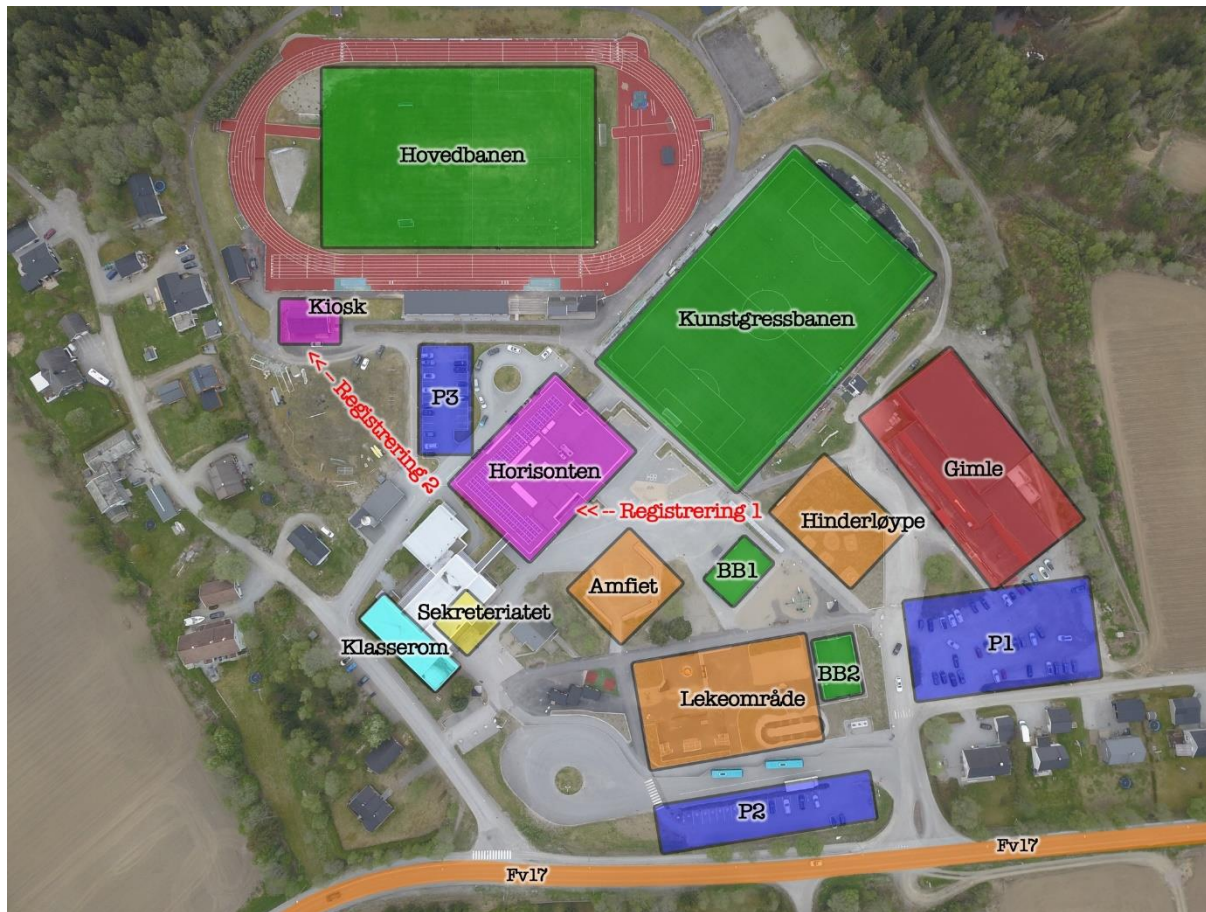 Hovedbanen
Kiosk
Kunstgressbanen
P3
<< -- Registrering 2
Horisonten
Gimle
<< -- Registrering 1
Hinderløype
BB1
Amfiet
Sekreteriatet
Klasserom
P1
BB2
Lekeområde
P2
Fv17
Fv17